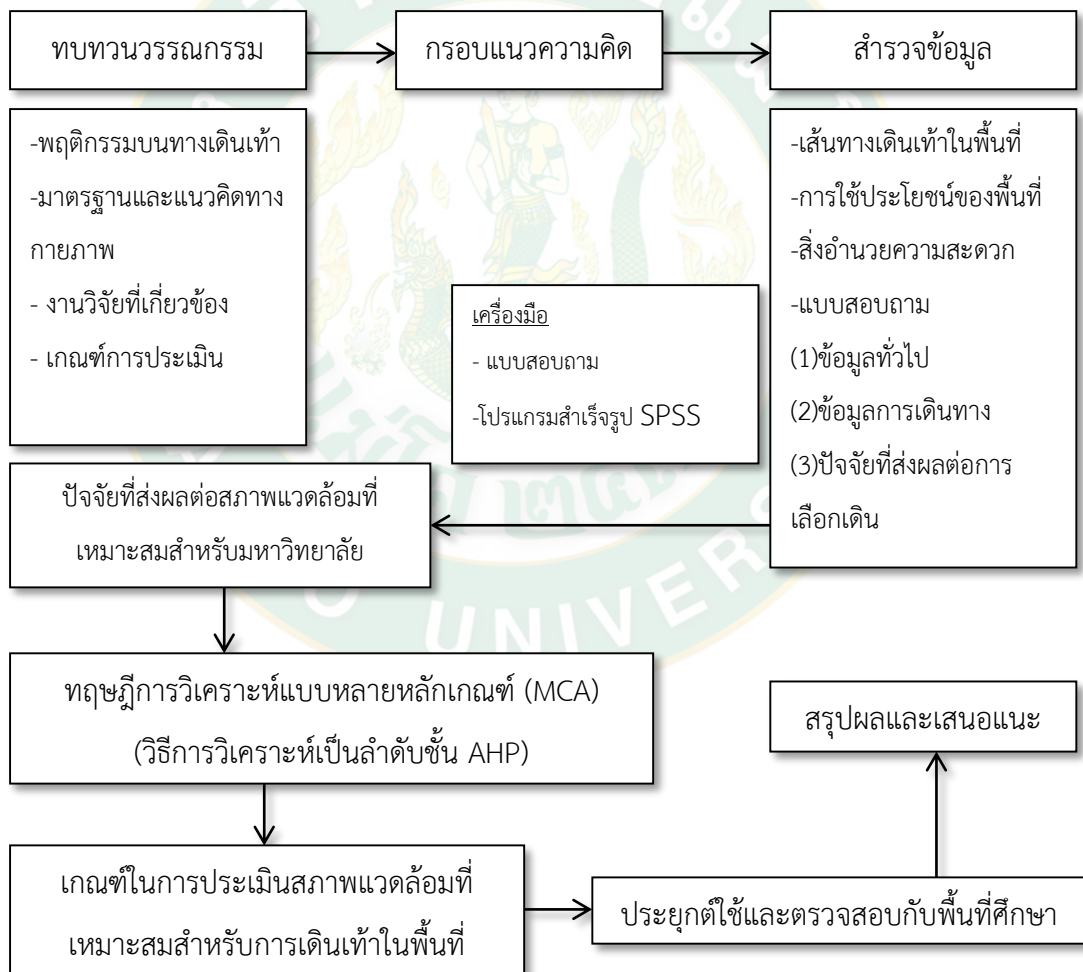 ทบทวนวรรณกรรม
กรอบแนวความคิด
สำรวจข้อมูล
-พฤติกรรมบนทางเดินเท้า
-มาตรฐานและแนวคิดทาง
กายภาพ
- งานวิจัยที่เกี่ยวข้อง
- เกณฑ์การประเมิน
เครื่องมือ
- แบบสอบถาม
-โปรแกรมสำเร็จรูป SPSS
-เส้นทางเดินเท้าในพื้นที่
-การใช้ประโยชน์ของพื้นที่
-สิ่งอำนวยความสะดวก
-แบบสอบถาม
(1)ข้อมูลทั่วไป
(2)ข้อมูลการเดินทาง
(3)ปัจจัยที่ส่งผลต่อการ
เลือกเดิน
ปัจจัยที่ส่งผลต่อสภาพแวดล้อมที่
เหมาะสมสำหรับมหาวิทยาลัย
ทฤษฎีการวิเคราะห์แบบหลายหลักเกณฑ์ (MCA)
(วิธีการวิเคราะห์เป็นลำดับชั้น AHP)
สรุปผลและเสนอแนะ
เกณฑ์ในการประเมินสภาพแวดล้อมที่
เหมาะสมสำหรับการเดินเท้าในพื้นที่
ประยุกต์ใช้และตรวจสอบกับพื้นที่ศึกษา